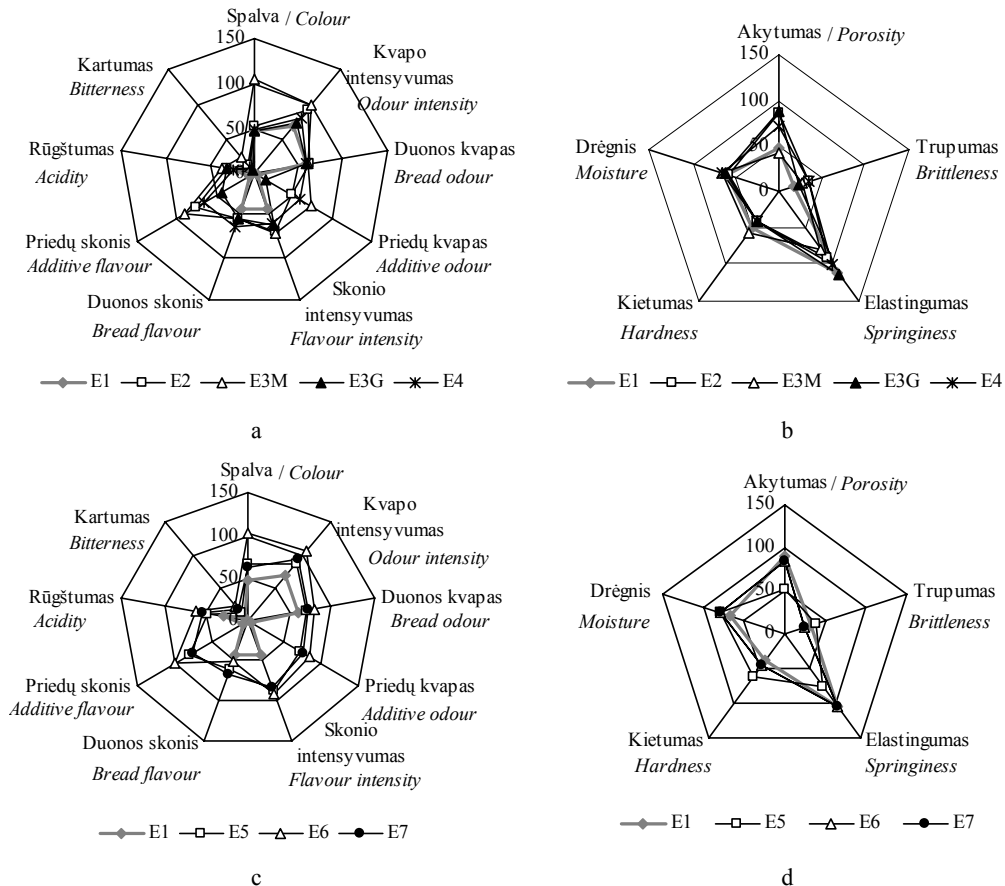 Spalva / Colour
150
100
50
0
Kvapo
intensyvumas
Odour intensity
Duonos kvapas
Bread odour
Priedų kvapas
Additive odour
Skonio
intensyvumas
Flavour intensity
Duonos skonis
Bread flavour
Priedų skonis
Additive flavour
Rūgštumas
Acidity
Kartumas
Bitterness
E1 E2 E3M E3G E4
a
Akytumas / Porosity
150
100
50
0
Trupumas
Brittleness
Elastingumas
Springiness
Kietumas
Hardness
Drėgnis
Moisture
E1 E2 E3M E3G E4
b
Spalva / Colour
150
100
50
0
Kvapo
intensyvumas
Odour intensity
Duonos kvapas
Bread odour
Priedų kvapas
Additive odour
Skonio
intensyvumas
Flavour intensity
Duonos skonis
Bread flavour
Priedų skonis
Additive flavour
Rūgštumas
Acidity
Kartumas
Bitterness
E1 E5 E6 E7
c
Akytumas / Porosity
150
100
50
0
Trupumas
Brittleness
Elastingumas
Springiness
Kietumas
Hardness
Drėgnis
Moisture
E1 E5 E6 E7
d